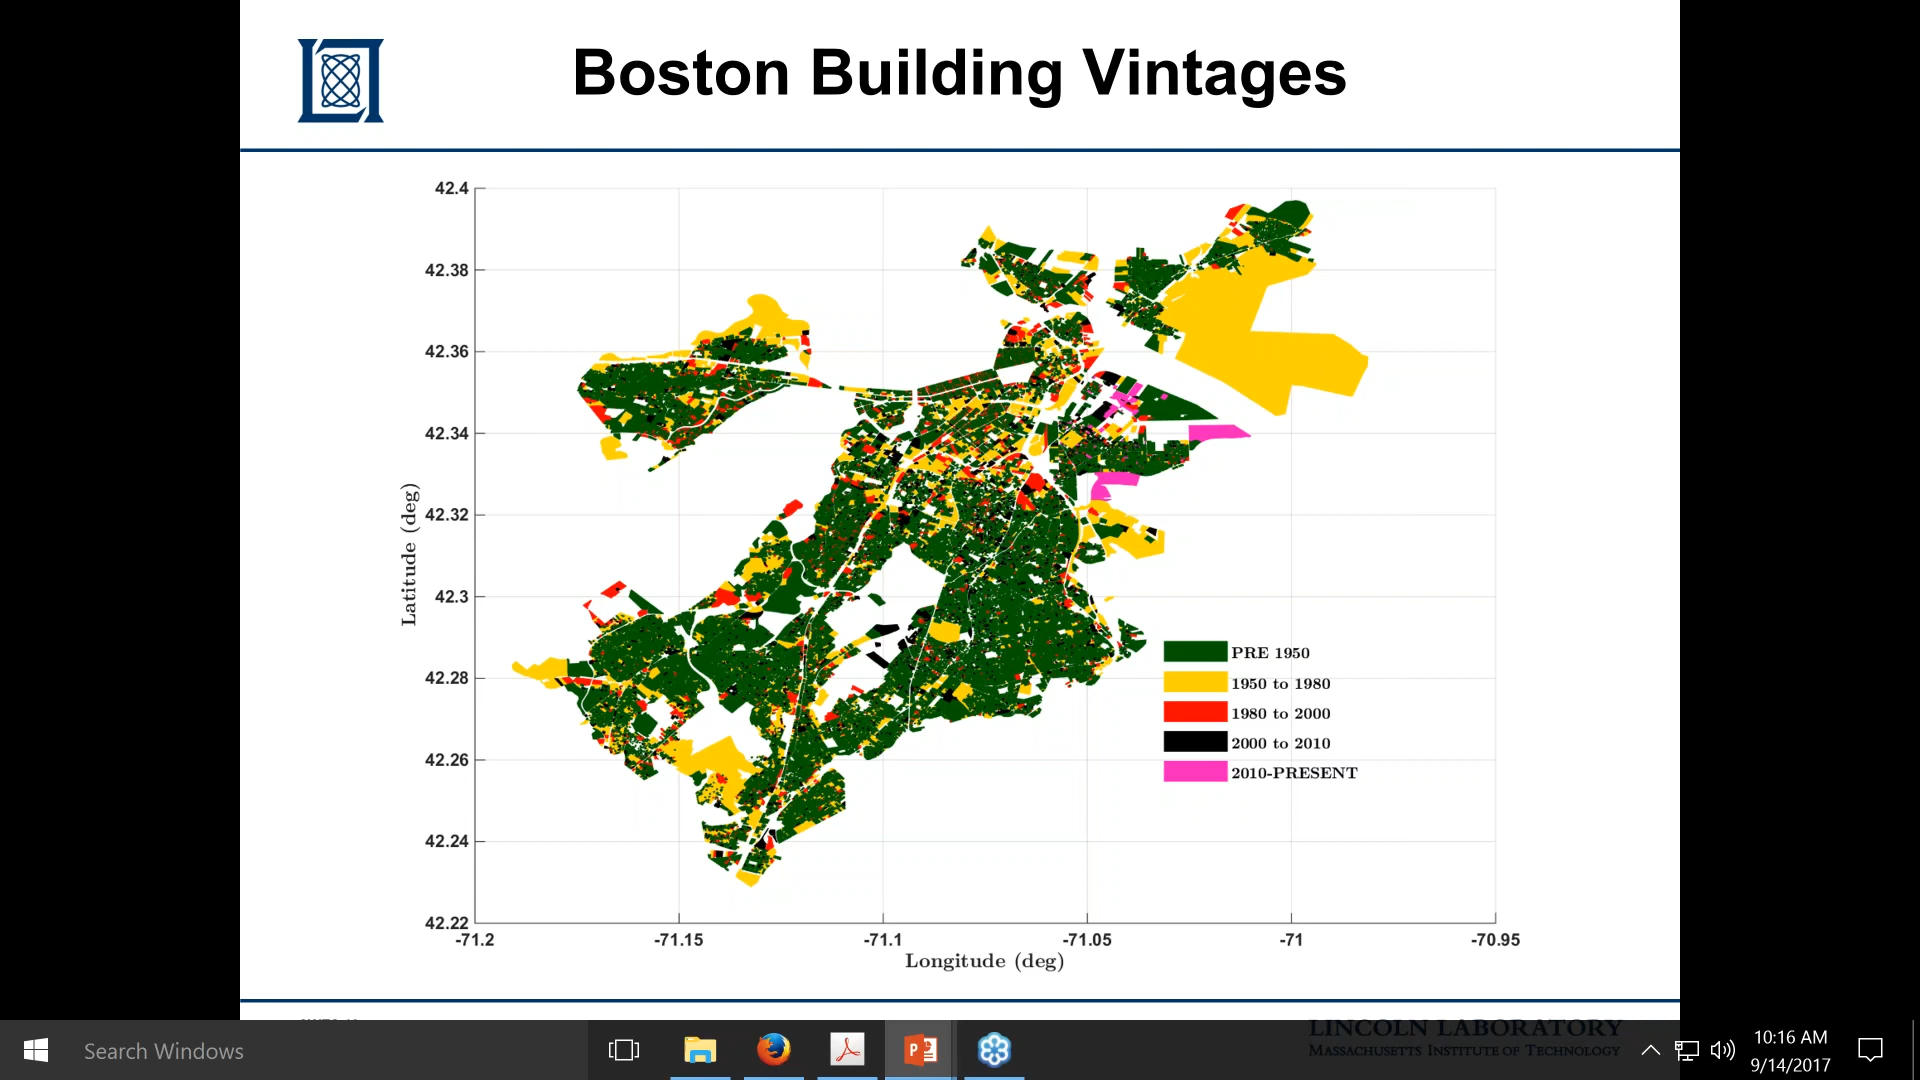 Boston Building Vintages
42.4
42.38
42.36
42.34
42.32
42.3
42.28
42.26
42.24
42.22
-71.2
-71.15
-71.1
-71.05
-71
-70.95
Latitude (deg)
Longitude (deg)
PRE 1950
1950 to 1980
1980 to 2000
2000 to 2010
2010-PRESENT
LINCOLN LABORATORY
MASSACHUSETTS INSTITUTE OF TECHNOLOGY
Search Windows
10:16 AM
9/14/2017